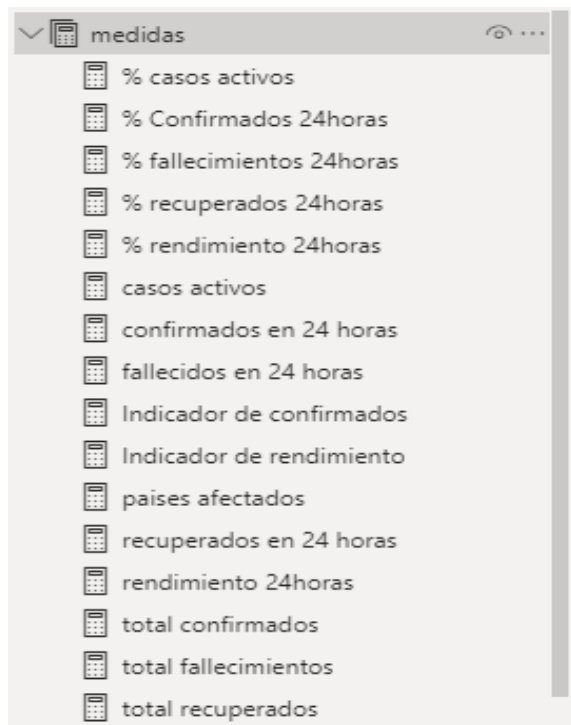 medidas
% casos activos
% Confirmados 24horas
% fallecimientos 24horas
% recuperados 24horas
% rendimiento 24horas
casos activos
confirmados en 24 horas
fallecidos en 24 horas
Indicador de confirmados
Indicador de rendimiento
paises afectados
recuperados en 24 horas
rendimiento 24horas
total confirmados
total fallecimientos
total recuperados